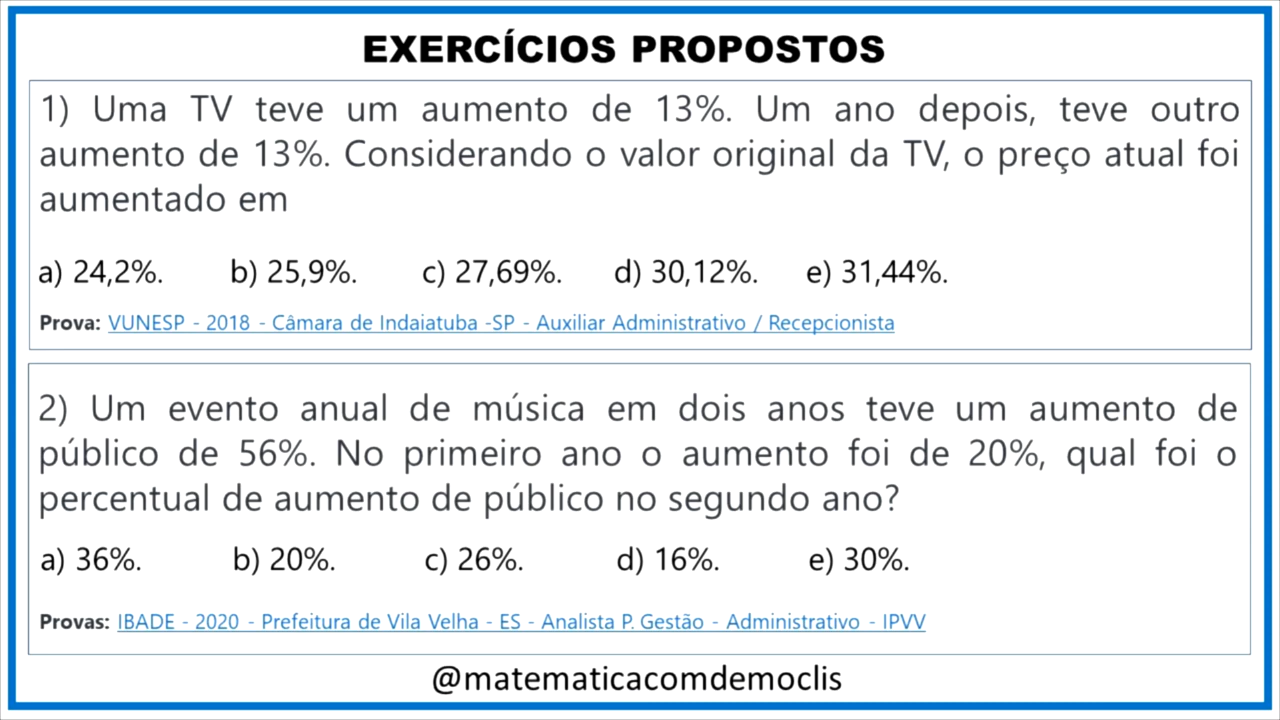 EXERCÍCIOS PROPOSTOS
1) Uma TV teve um aumento de 13%. Um ano depois, teve outro
aumento de 13%. Considerando o valor original da TV, o preço atual foi
aumentado em
a) 24,2%. b) 25,9%. c) 27,69%. d) 30,12%. e) 31,44%.
Prova: VUNESP - 2018 - Câmara de Indaiatuba -SP - Auxiliar Administrativo / Recepcionista
2) Um evento anual de música em dois anos teve um aumento de
público de 56%. No primeiro ano o aumento foi de 20%, qual foi o
percentual de aumento de público no segundo ano?
a) 36%. b) 20%. c) 26%. d) 16%. e) 30%.
Provas: IBADE - 2020 - Prefeitura de Vila Velha - ES - Analista P. Gestão - Administrativo - IPVV
@matematicacomdemoclis